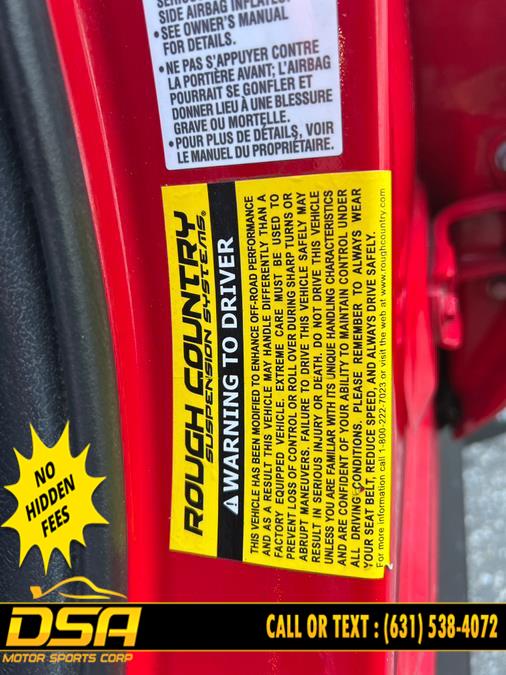 SIDE AIRBAG INFLATES.
• SEE OWNER'S MANUAL
FOR DETAILS.
• NE PAS S'APPUYER CONTRE
LA PORTIÈRE AVANT; L'AIRBAG
POURRAIT SE GONFLER ET
DONNER LIEU À UNE BLESSURE
GRAVE OU MORTELLE.
• POUR PLUS DE DÉTAILS, VOIR
LE MANUEL DU PROPRIÉTAIRE.
ROUGH COUNTRY
SUSPENSION SYSTEMS®
WARNING TO DRIVER
THIS VEHICLE HAS BEEN MODIFIED TO ENHANCE OFF-ROAD PERFORMANCE
AND AS A RESULT THIS VEHICLE MAY HANDLE DIFFERENTLY THAN A
FACTORY EQUIPPED VEHICLE. EXTREME CARE MUST BE USED TO
PREVENT LOSS OF CONTROL OR ROLL OVER DURING SHARP TURNS OR
ABRUPT MANEUVERS. FAILURE TO DRIVE THIS VEHICLE SAFELY MAY
RESULT IN SERIOUS INJURY OR DEATH. DO NOT DRIVE THIS VEHICLE
UNLESS YOU ARE FAMILIAR WITH ITS UNIQUE HANDLING CHARACTERISTICS
AND ARE CONFIDENT OF YOUR ABILITY TO MAINTAIN CONTROL UNDER
ALL DRIVING CONDITIONS. PLEASE REMEMBER TO ALWAYS WEAR
YOUR SEAT BELT, REDUCE SPEED, AND ALWAYS DRIVE SAFELY.
For more information call 1-800-222-7023 or visit the web at www.roughcountry.com
NO
HIDDEN
FEES
DSA
MOTOR SPORTS CORP
CALL OR TEXT : (631) 538-4072